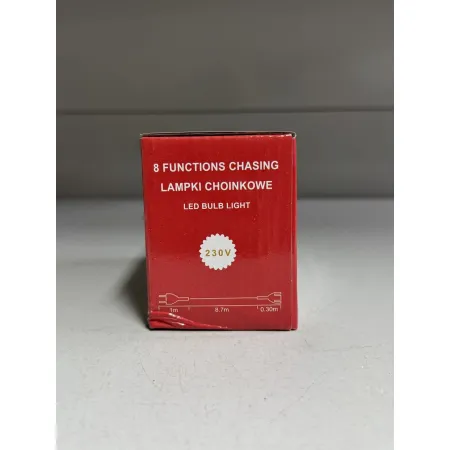 8 FUNCTIONS CHASING
LAMPKI CHOINKOWE
LED BULB LIGHT
230V
1m 8.7m 0.30m